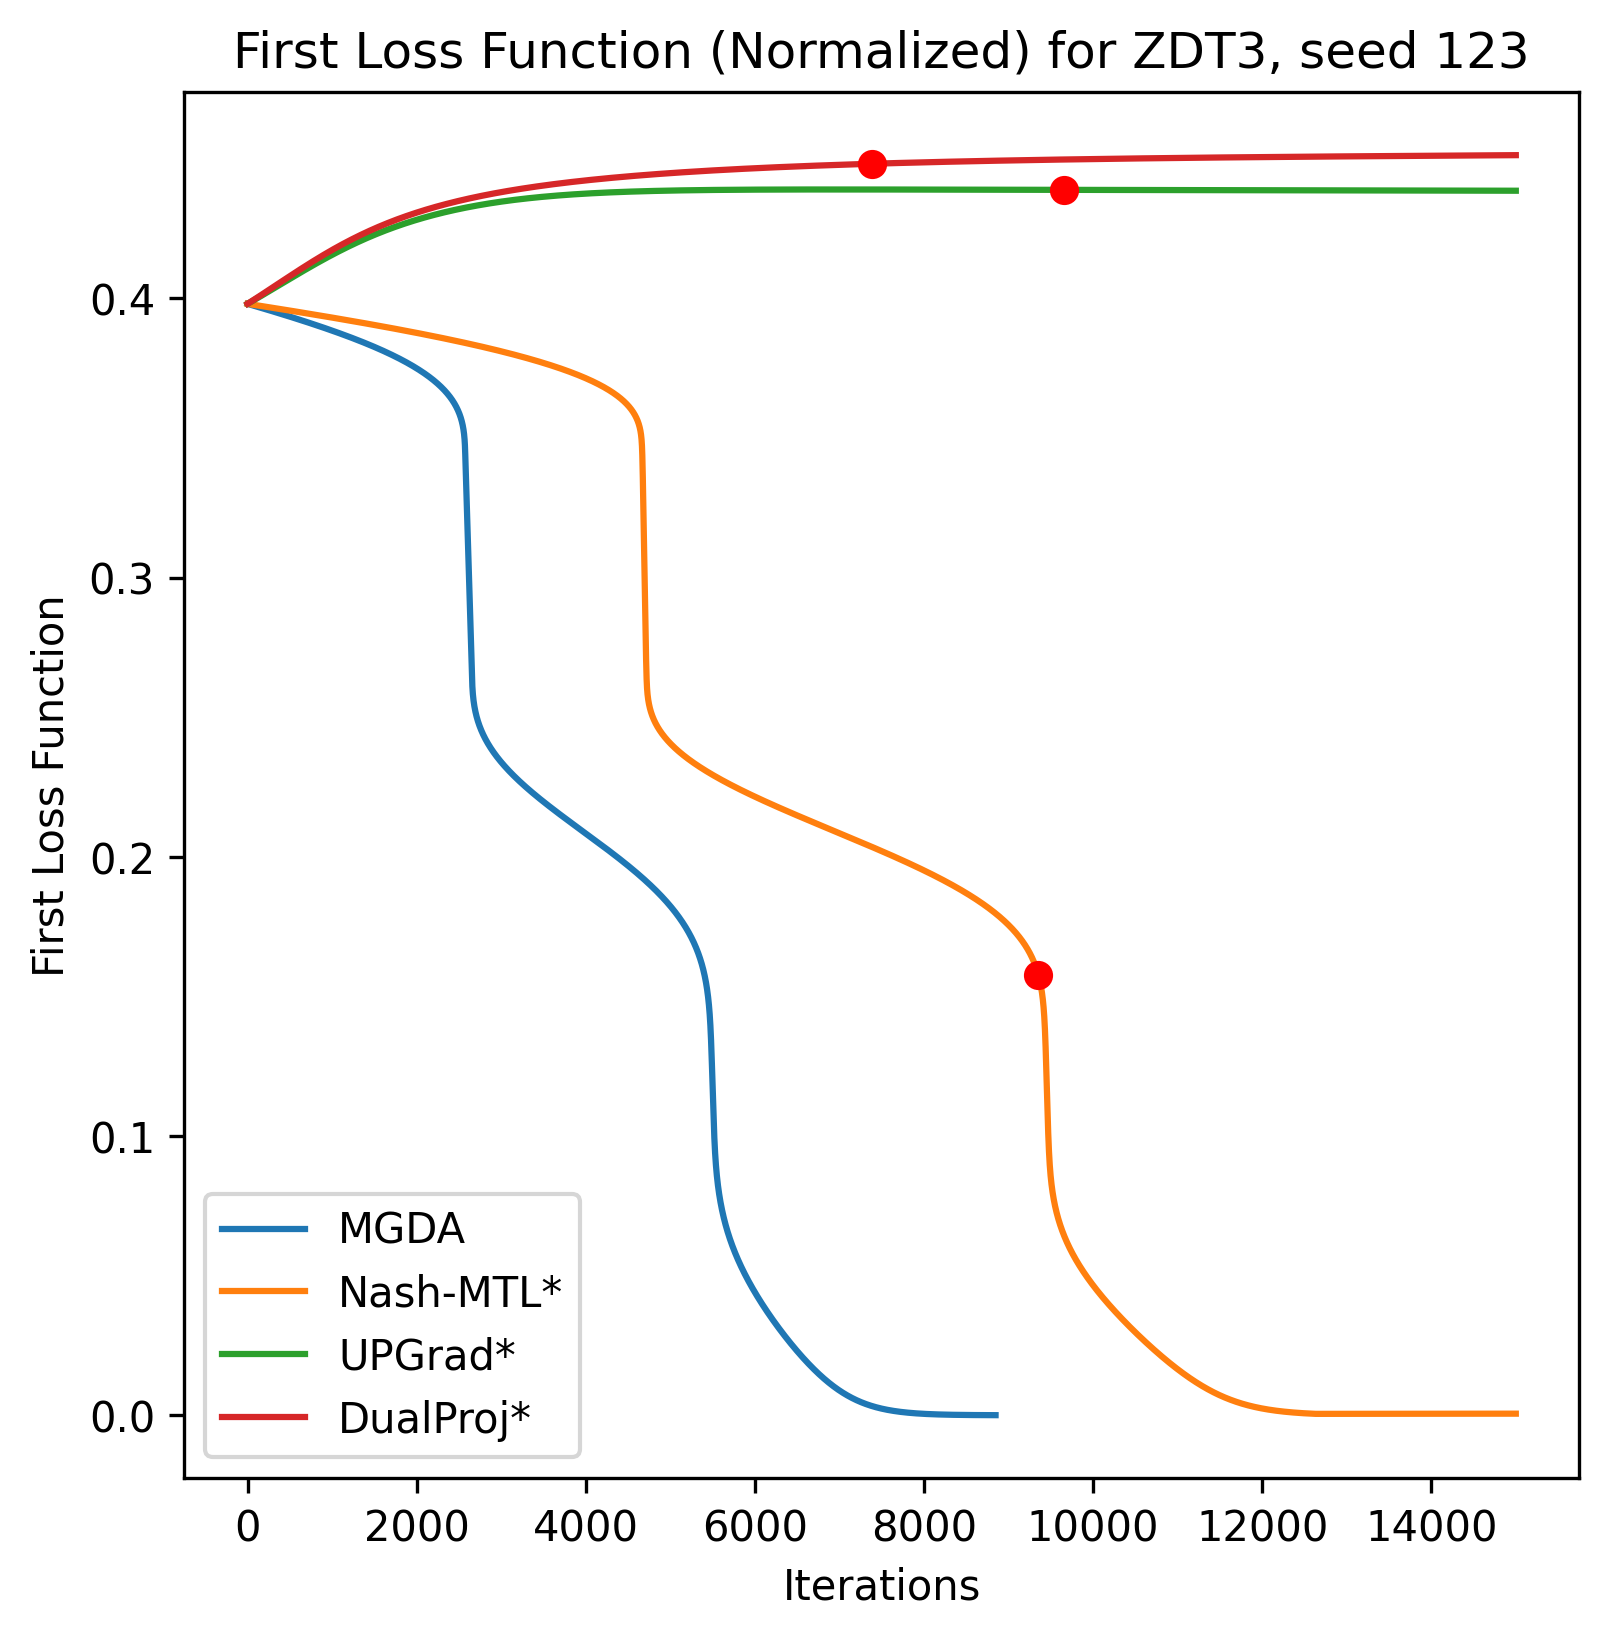 First Loss Function (Normalized) for ZDT3, seed 123
First Loss Function
0.4
0.3
0.2
0.1
0.0
MGDA
Nash-MTL*
UPGrad*
DualProj*
0 2000 4000 6000 8000 10000 12000 14000
Iterations